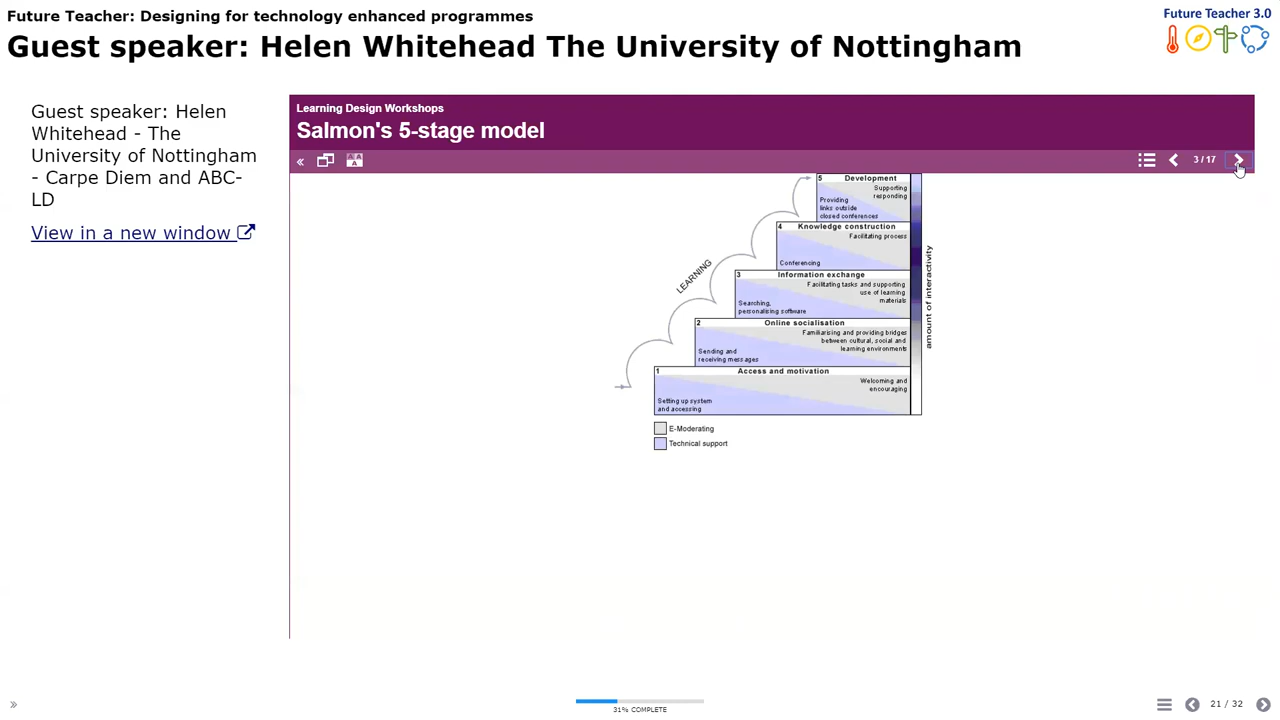 Future Teacher: Designing for technology enhanced programmes
Guest speaker: Helen Whitehead The University of Nottingham
Future Teacher 3.0
Guest speaker: Helen
Whitehead - The
University of Nottingham
- Carpe Diem and ABC-
LD
View in a new window
Learning Design Workshops
Salmon's 5-stage model
«
A A
A
3 / 17
5 Development
Supporting
responding
Providing
links outside
closed conferences
4 Knowledge construction
Facilitating process
Conferencing
3 Information exchange
Facilitating tasks and supporting
use of learning
materials
Searching,
personalising software
2 Online socialisation
Familiarising and providing bridges
between cultural, social and
learning environments
Sending and
receiving messages
1 Access and motivation
Welcoming and
encouraging
Setting up system
and accessing
LEARNING
amount of interactivity
E-Moderating
Technical support
»
31% COMPLETE
21 / 32